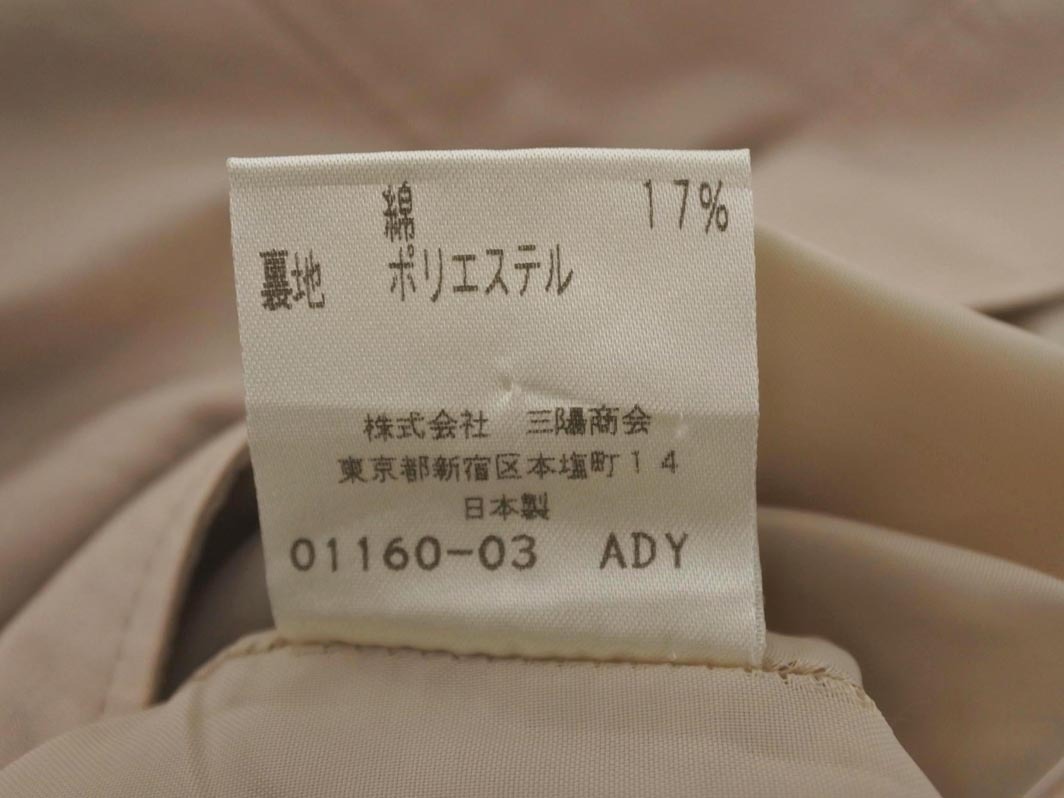 綿 17%
裏地 ポリエステル
株式会社 三陽商会
東京都新宿区本塩町14
日本製
01160-03 ADY